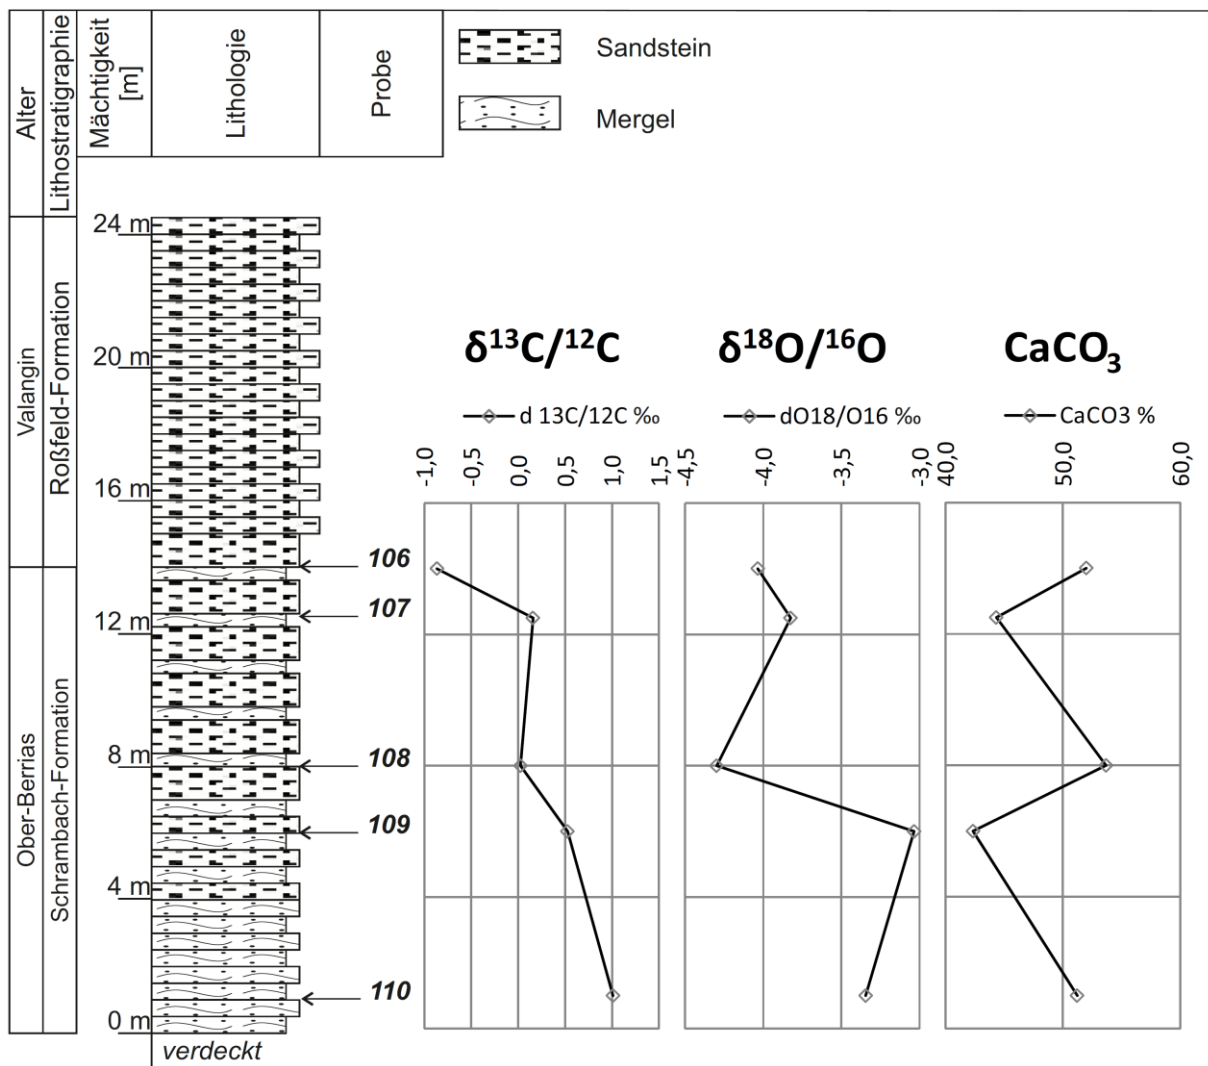 Alter
Lithostratigraphie
Mächtigkeit
[m]
Lithologie
Probe
Sandstein
Mergel
Valangin
Roßfeld-Formation
Ober-Berrias
Schrambach-Formation
24 m
20 m
16 m
12 m
8 m
4 m
0 m
verdeckt
106
107
108
109
110
δ¹³C/¹²C
d 13C/12C ‰
-1,0
-0,5
0,0
0,5
1,0
1,5
δ¹⁸O/¹⁶O
dO18/O16 ‰
-4,5
-4,0
-3,5
-3,0
CaCO₃
CaCO3 %
40,0
50,0
60,0